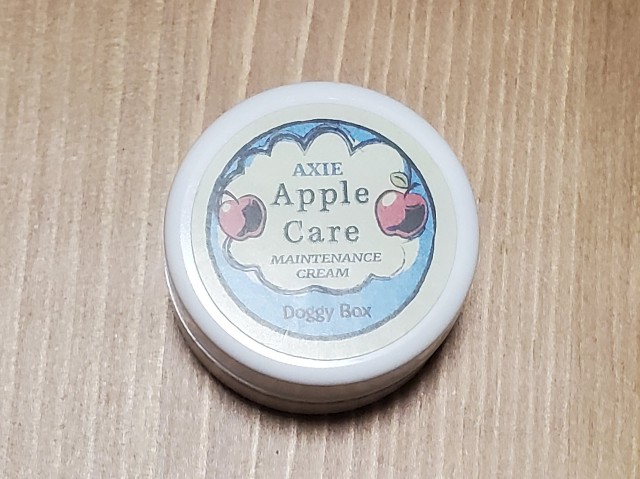 AXIE
Apple
Care
MAINTENANCE
CREAM
Doggy Box